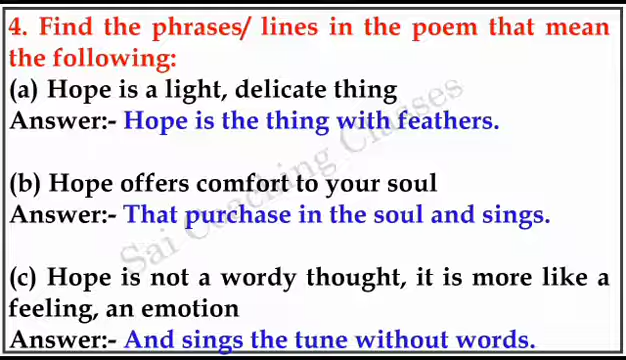 4. Find the phrases/ lines in the poem that mean
the following:
(a) Hope is a light, delicate thing
Answer:- Hope is the thing with feathers.
(b) Hope offers comfort to your soul
Answer:- That purchase in the soul and sings.
(c) Hope is not a wordy thought, it is more like a
feeling, an emotion
Answer:- And sings the tune without words.
Sai Coaching Classes